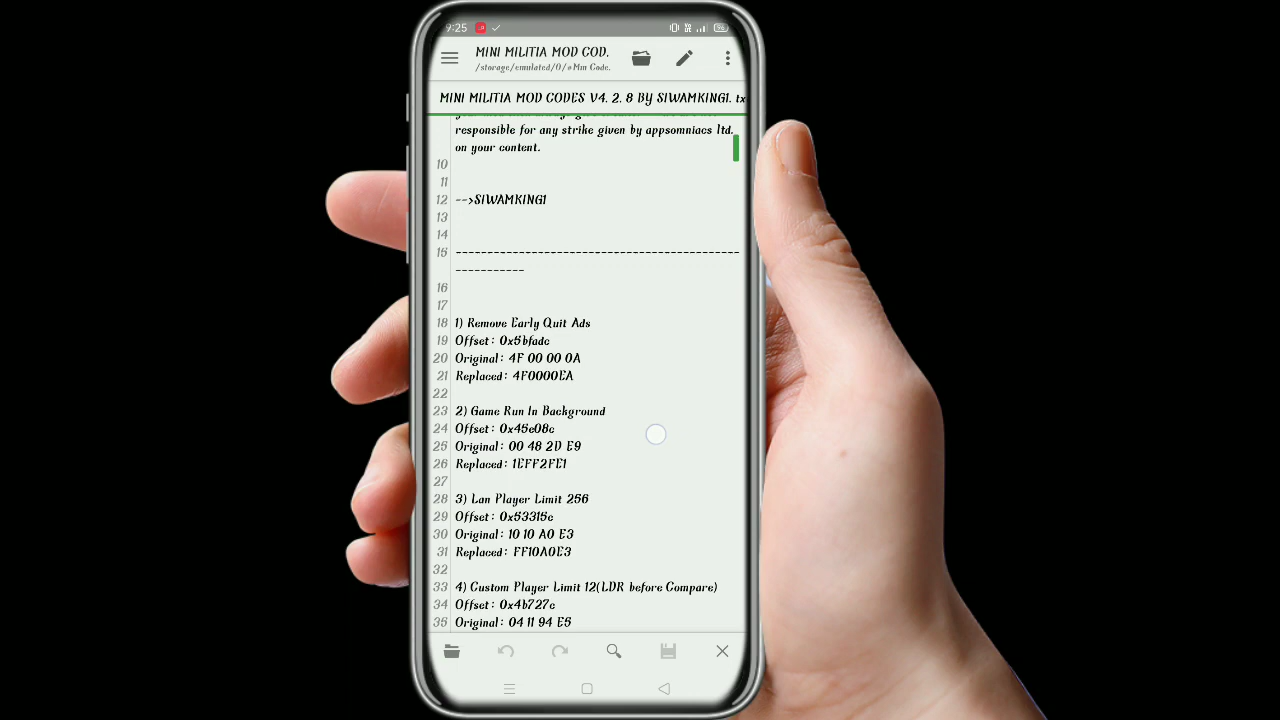 9:25
96
MINI MILITIA MOD COD.
/storage/emulated/0/#Mm Code.
MINI MILITIA MOD CODES V4. 2. 8 BY SIWAMKING1. tx
responsible for any strike given by appsomniacs ltd.
on your content.
10
11
12 -->SIWAMKING1
13
14
15 ---------------------------------------------
-----------
16
17
18 1) Remove Early Quit Ads
19 Offset: 0x5bfadc
20 Original: 4F 00 00 0A
21 Replaced: 4F0000EA
22
23 2) Game Run In Background
24 Offset: 0x45e08c
25 Original: 00 48 2D E9
26 Replaced: 1EFF2FE1
27
28 3) Lan Player Limit 256
29 Offset: 0x53315c
30 Original: 10 10 A0 E3
31 Replaced: FF10A0E3
32
33 4) Custom Player Limit 12(LDR before Compare)
34 Offset: 0x4b727c
35 Original: 04 11 94 E5